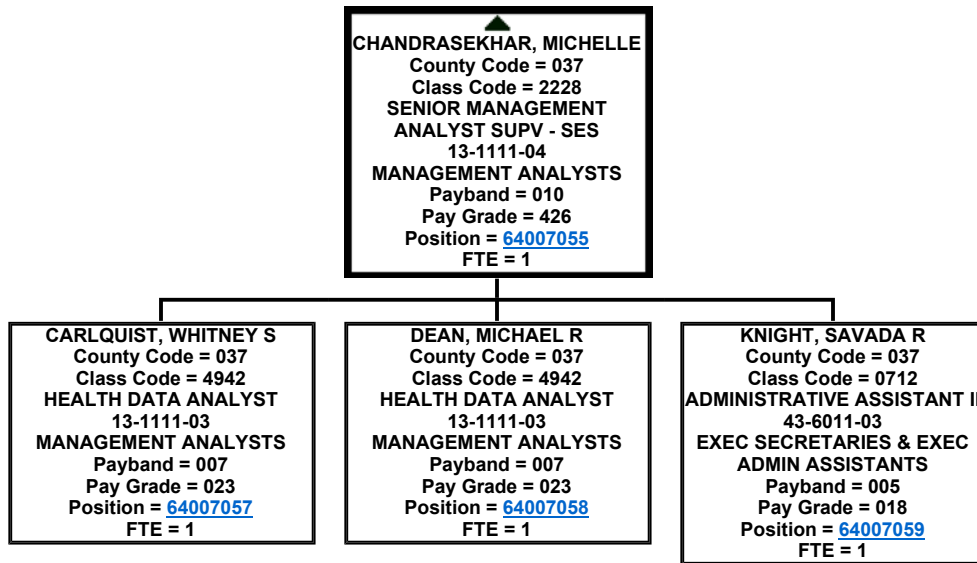 CHANDRASEKHAR, MICHELLE
County Code = 037
Class Code = 2228
SENIOR MANAGEMENT
ANALYST SUPV - SES
13-1111-04
MANAGEMENT ANALYSTS
Payband = 010
Pay Grade = 426
Position = 64007055
FTE = 1
CARLQUIST, WHITNEY S
County Code = 037
Class Code = 4942
HEALTH DATA ANALYST
13-1111-03
MANAGEMENT ANALYSTS
Payband = 007
Pay Grade = 023
Position = 64007057
FTE = 1
DEAN, MICHAEL R
County Code = 037
Class Code = 4942
HEALTH DATA ANALYST
13-1111-03
MANAGEMENT ANALYSTS
Payband = 007
Pay Grade = 023
Position = 64007058
FTE = 1
KNIGHT, SAVADA R
County Code = 037
Class Code = 0712
ADMINISTRATIVE ASSISTANT
43-6011-03
EXEC SECRETARIES & EXEC
ADMIN ASSISTANTS
Payband = 005
Pay Grade = 018
Position = 64007059
FTE = 1